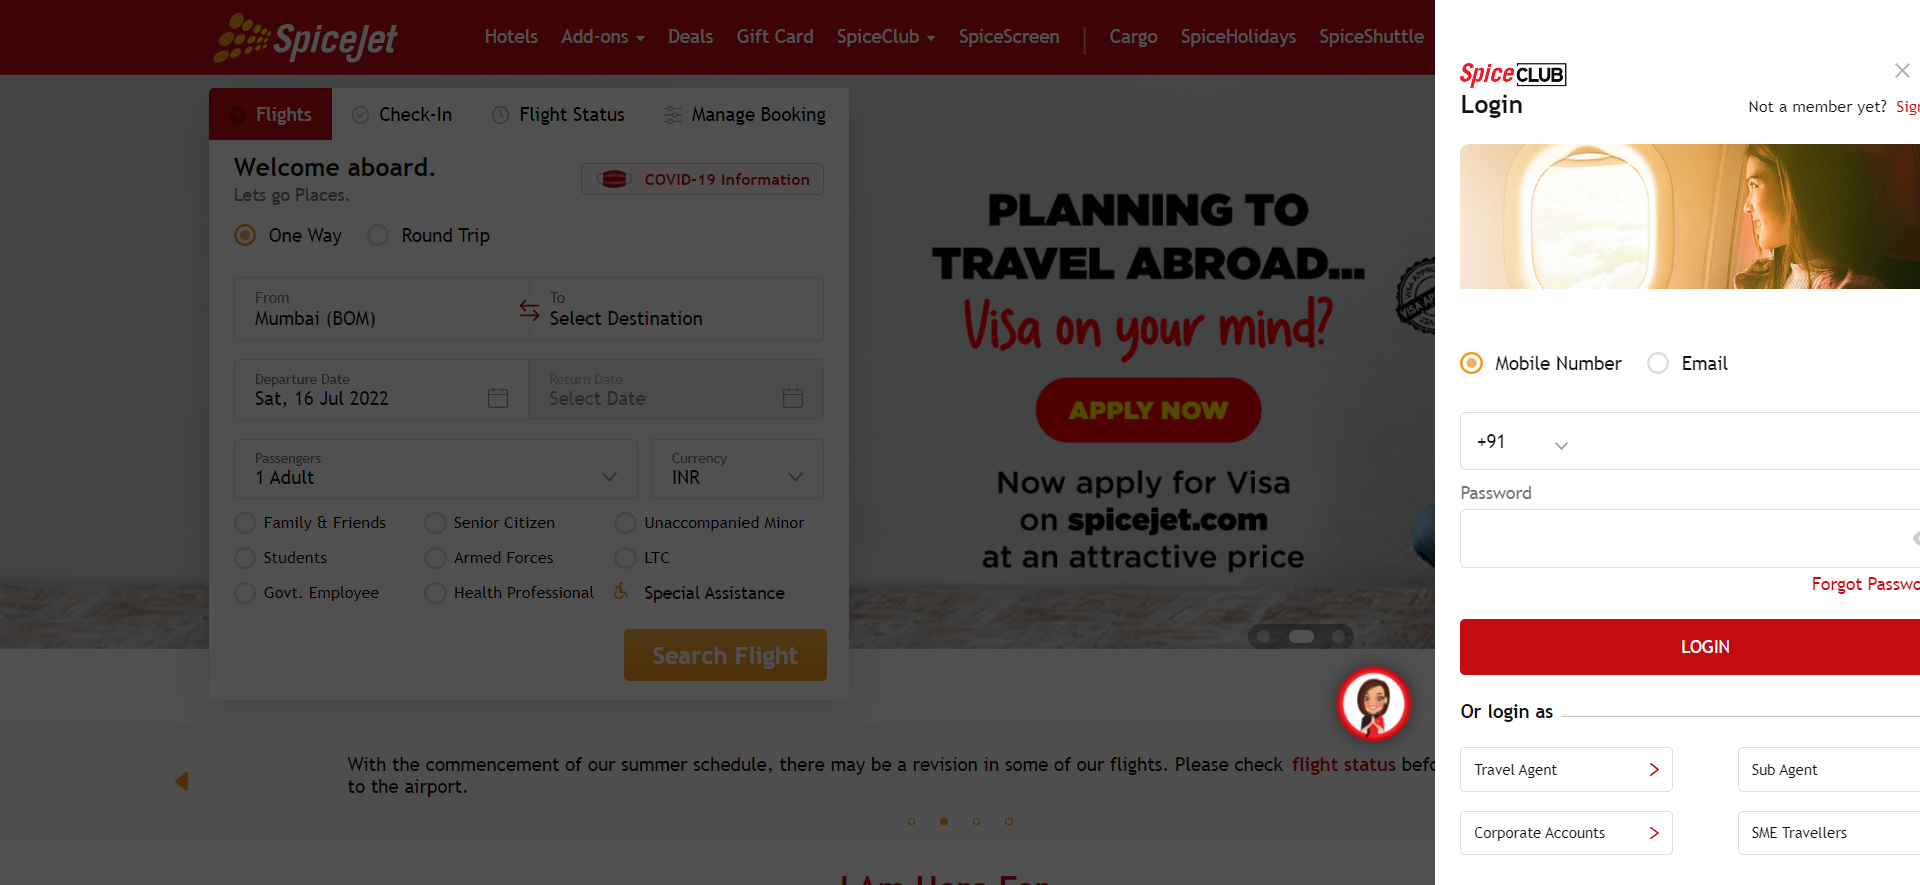 SpiceJet
Hotels
Add-ons
Deals
Gift Card
SpiceClub
SpiceScreen
Cargo
SpiceHolidays
SpiceShuttle
Flights
Check-In
Flight Status
Manage Booking
Welcome aboard.
Lets go Places.
COVID-19 Information
One Way
Round Trip
From
Mumbai (BOM)
To
Select Destination
Departure Date
Sat, 16 Jul 2022
Return Date
Select Date
Passengers
1 Adult
Currency
INR
Family & Friends
Senior Citizen
Unaccompanied Minor
Students
Armed Forces
LTC
Govt. Employee
Health Professional
Special Assistance
Search Flight
PLANNING TO
TRAVEL ABROAD...
Visa on your mind?
APPLY NOW
Now apply for Visa
on spicejet.com
at an attractive price
With the commencement of our summer schedule, there may be a revision in some of our flights. Please check flight status befo
to the airport.
I Am Here For
SpiceCLUB
Login
Not a member yet? Sign
Mobile Number
Email
+91
Password
Forgot Passwo
LOGIN
Or login as
Travel Agent
Sub Agent
Corporate Accounts
SME Travellers